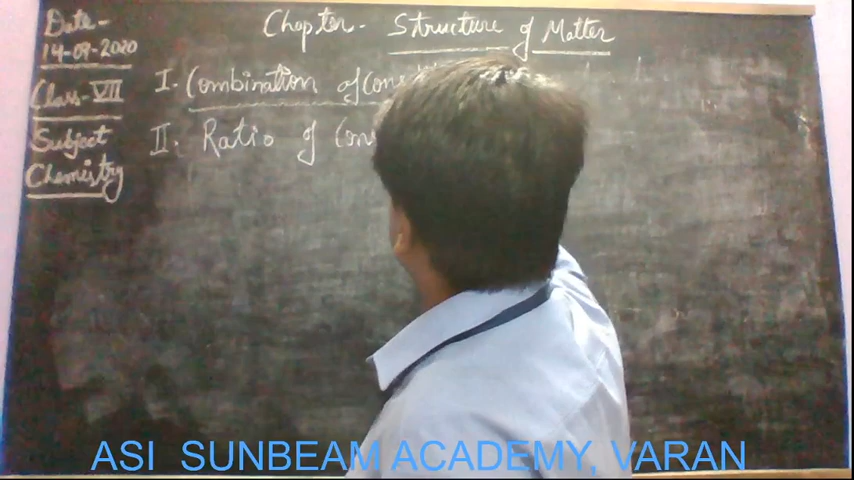 Date-
14-09-2020
Class-VII
Subject
Chemistry
Chapter- Structure of Matter
I. Combination of
II. Ratio of
ASI SUNBEAM ACADEMY, VARAN